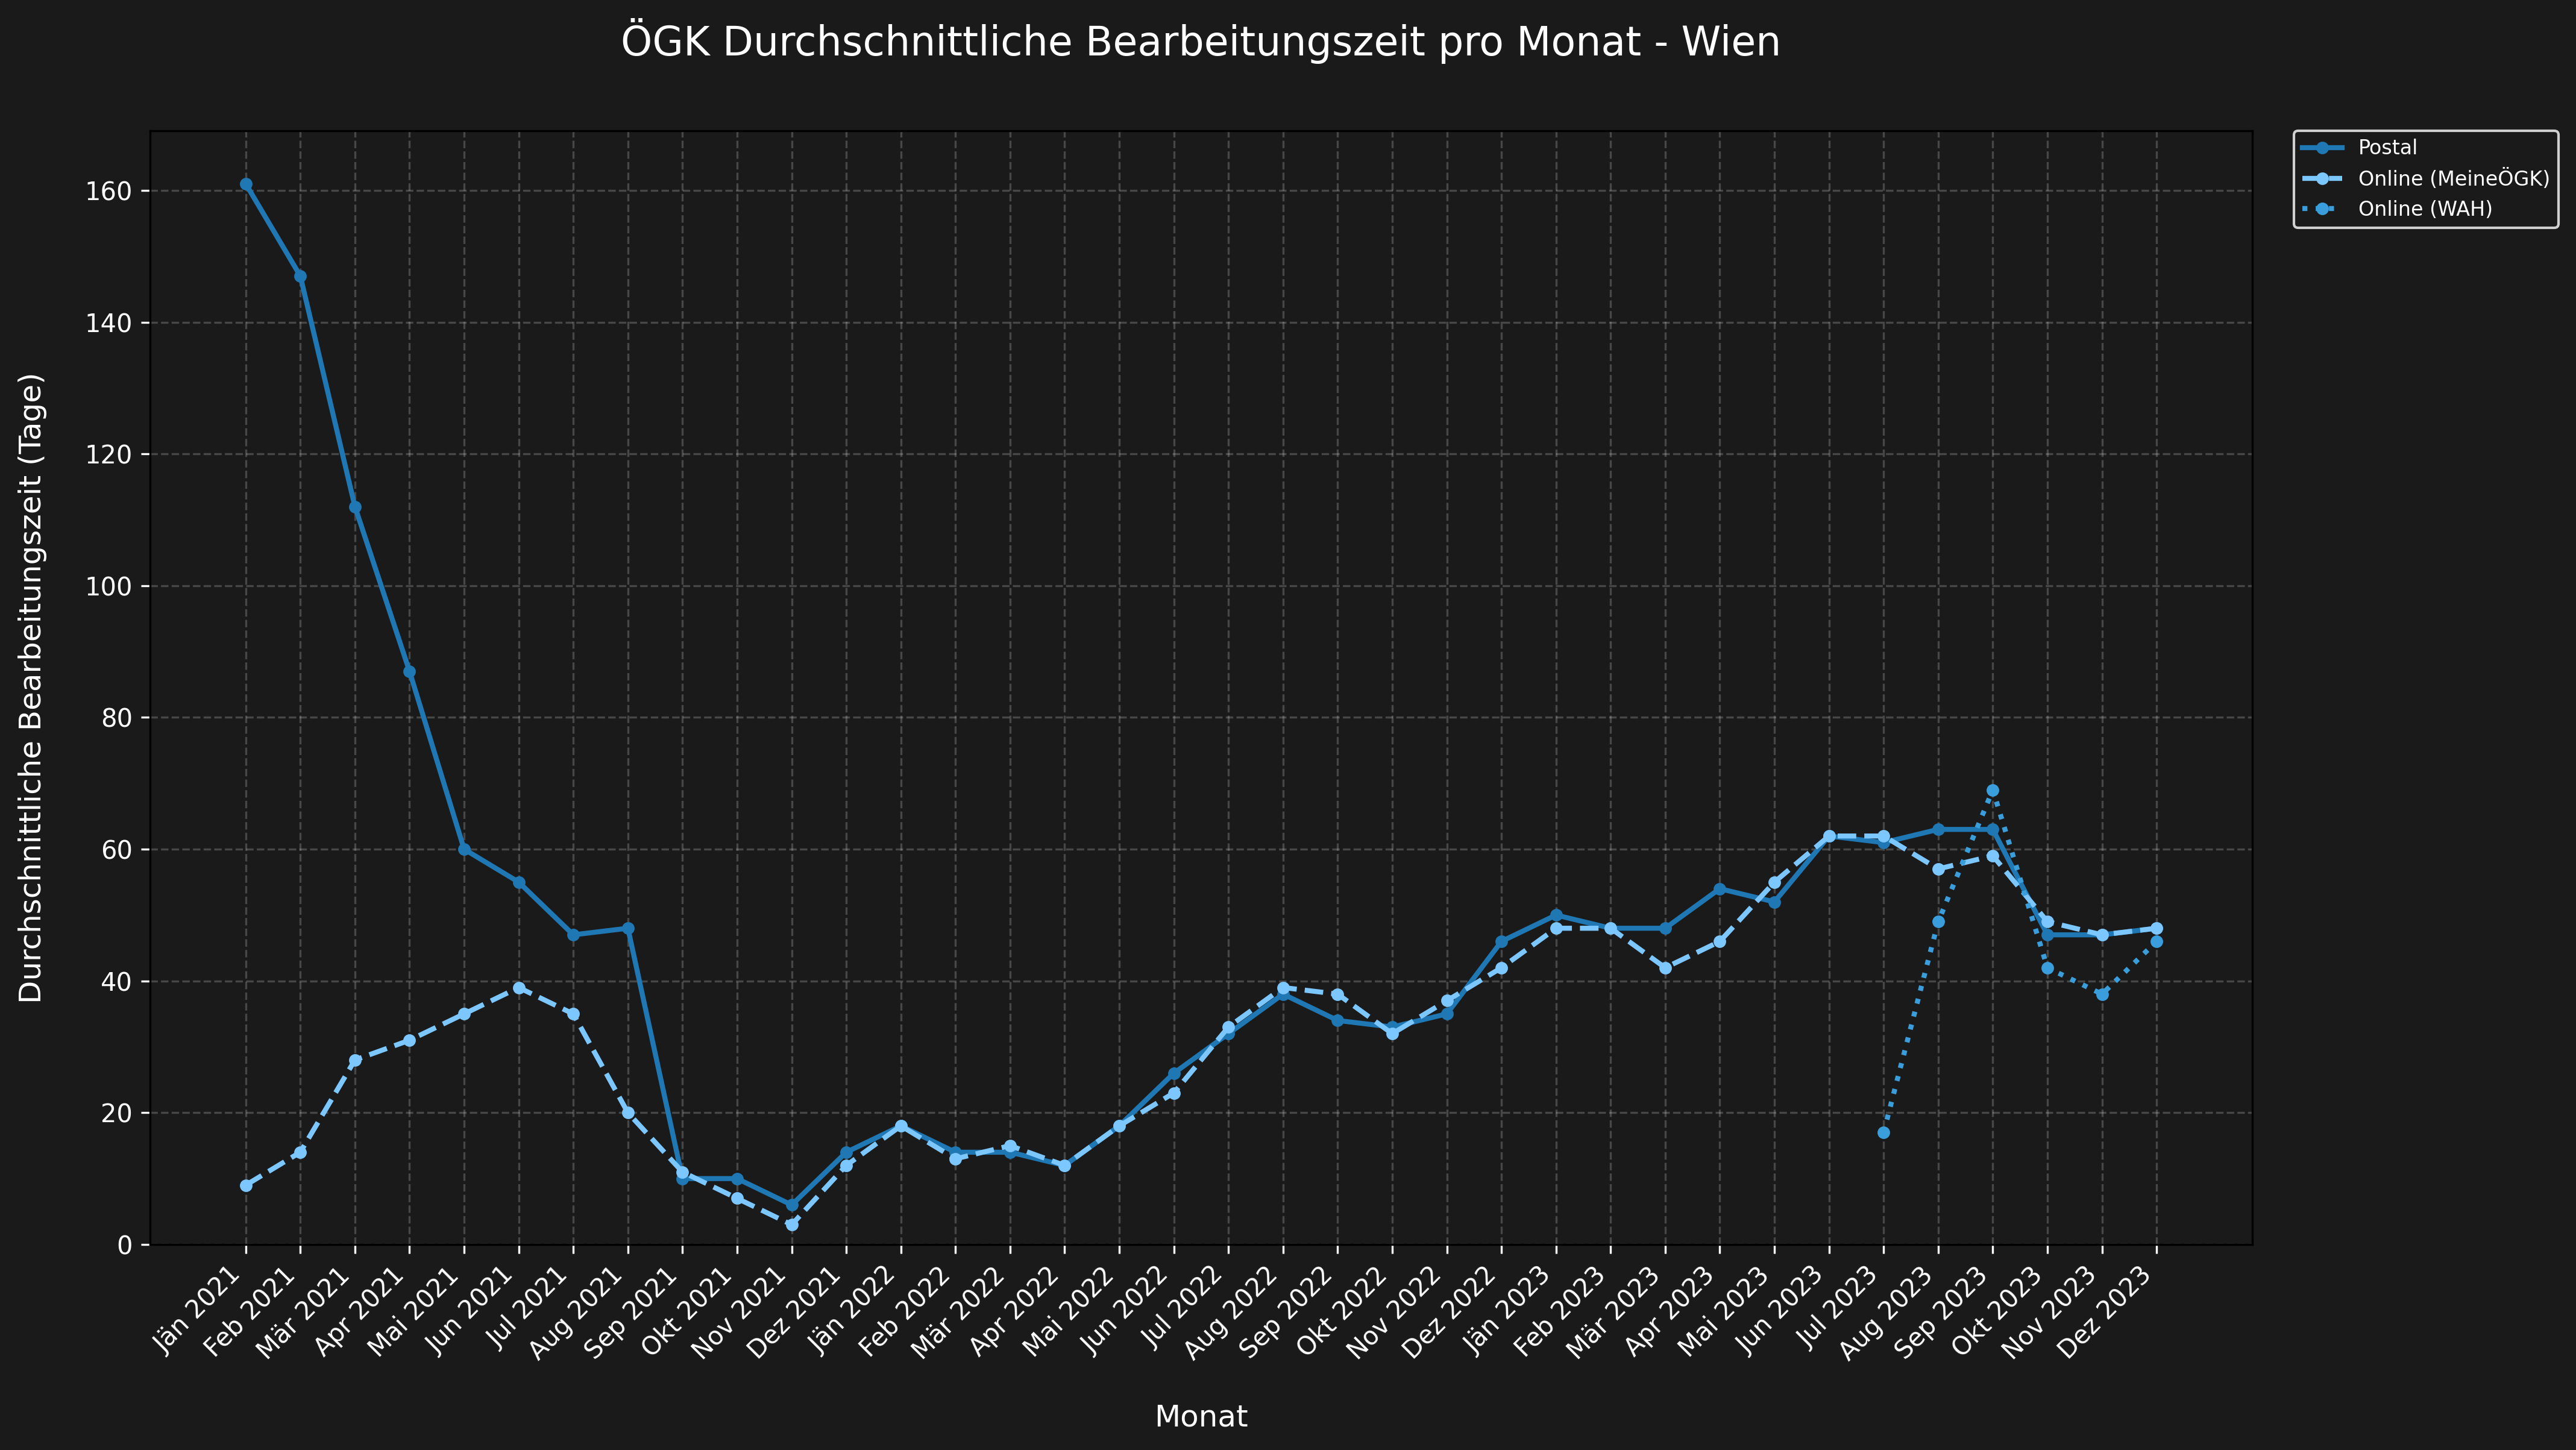 ÖGK Durchschnittliche Bearbeitungszeit pro Monat - Wien
Postal
Online (MeineÖGK)
Online (WAH)
Durchschnittliche Bearbeitungszeit (Tage)
160
140
120
100
80
60
40
20
0
Jän 2021
Feb 2021
Mär 2021
Apr 2021
Mai 2021
Jun 2021
Jul 2021
Aug 2021
Sep 2021
Okt 2021
Nov 2021
Dez 2021
Jän 2022
Feb 2022
Mär 2022
Apr 2022
Mai 2022
Jun 2022
Jul 2022
Aug 2022
Sep 2022
Okt 2022
Nov 2022
Dez 2022
Jän 2023
Feb 2023
Mär 2023
Apr 2023
Mai 2023
Jun 2023
Jul 2023
Aug 2023
Sep 2023
Okt 2023
Nov 2023
Dez 2023
Monat